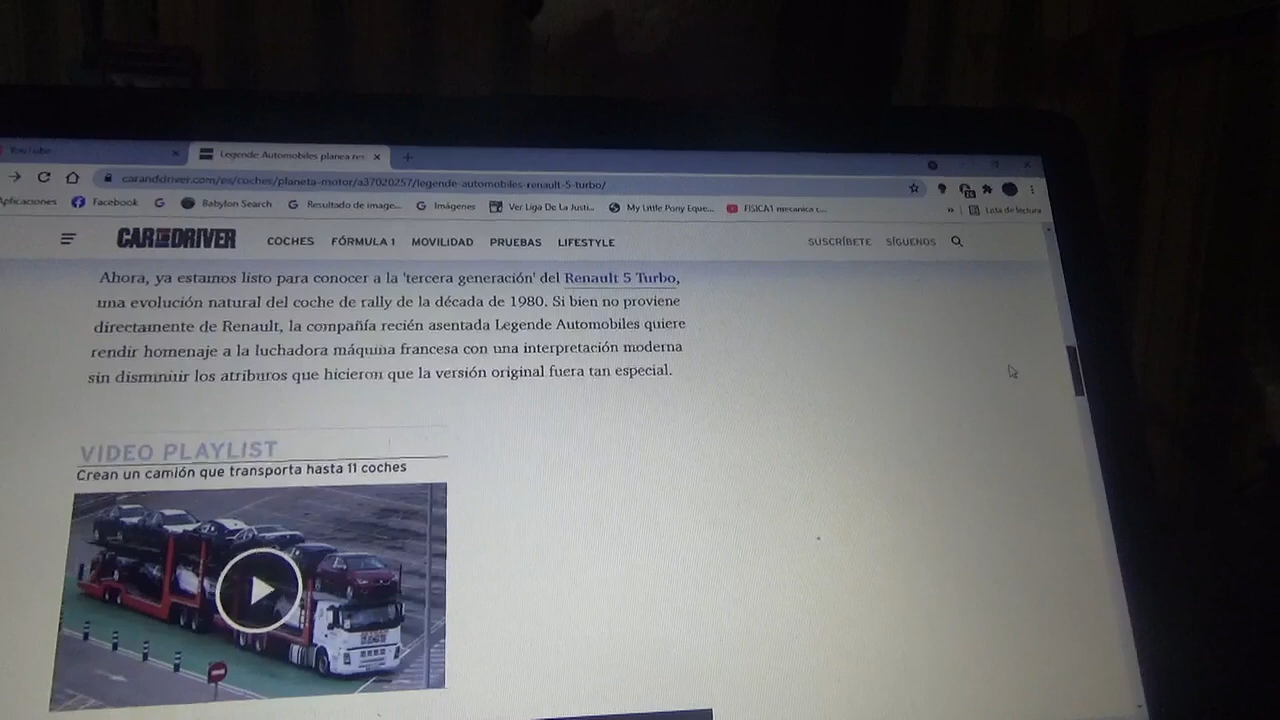 YouTube
Legende Automobiles planea res
caranddriver.com/es/coches/planeta-motor/a37020257/legende-automobiles-renault-5-turbo/
Aplicaciones Facebook Babylon Search Resultado de image... Imágenes Ver Liga De La Justi... My Little Pony Eque... FISICA1 mecanica c... » Lista de lectura
CAR AND DRIVER COCHES FÓRMULA 1 MOVILIDAD PRUEBAS LIFESTYLE SUSCRÍBETE SÍGUENOS
Ahora, ya estamos listo para conocer a la 'tercera generación' del Renault 5 Turbo,
una evolución natural del coche de rally de la década de 1980. Si bien no proviene
directamente de Renault, la compañía recién asentada Legende Automobiles quiere
rendir homenaje a la luchadora máquina francesa con una interpretación moderna
sin disminuir los atriburos que hicieron que la versión original fuera tan especial.
VIDEO PLAYLIST
Crean un camión que transporta hasta 11 coches